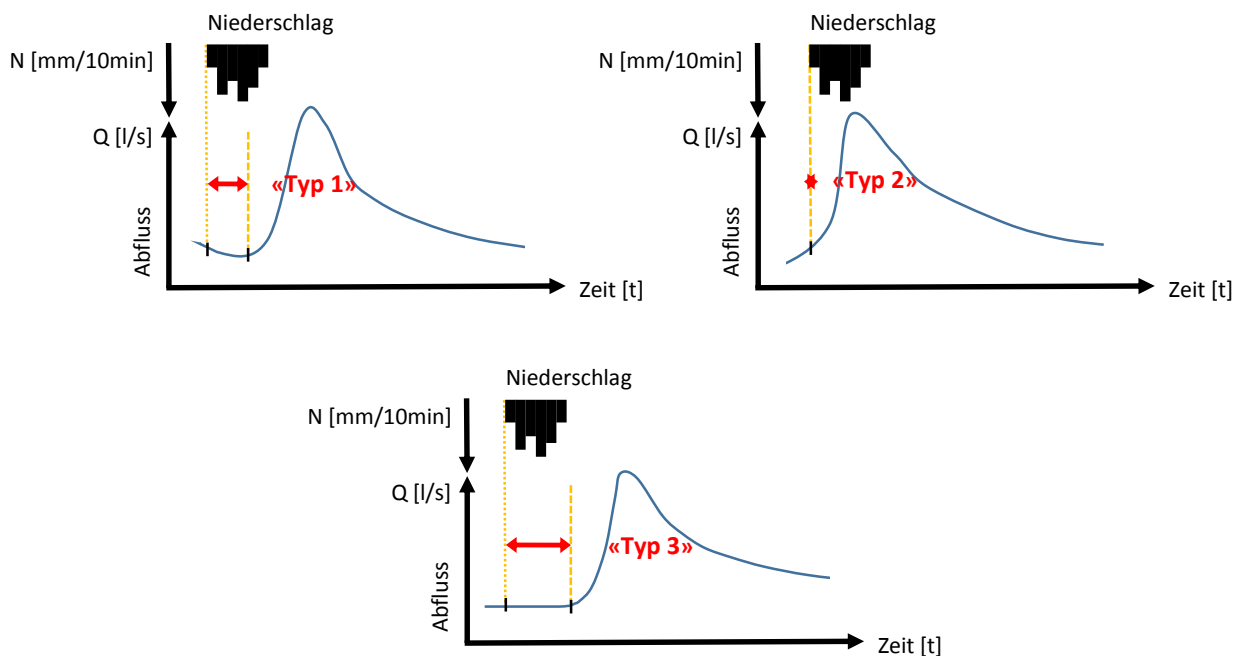 Niederschlag
N [mm/10min]
Q [l/s]
«Typ 1»
Abfluss
Zeit [t]
Niederschlag
N [mm/10min]
Q [l/s]
«Typ 2»
Abfluss
Zeit [t]
Niederschlag
N [mm/10min]
Q [l/s]
«Typ 3»
Abfluss
Zeit [t]